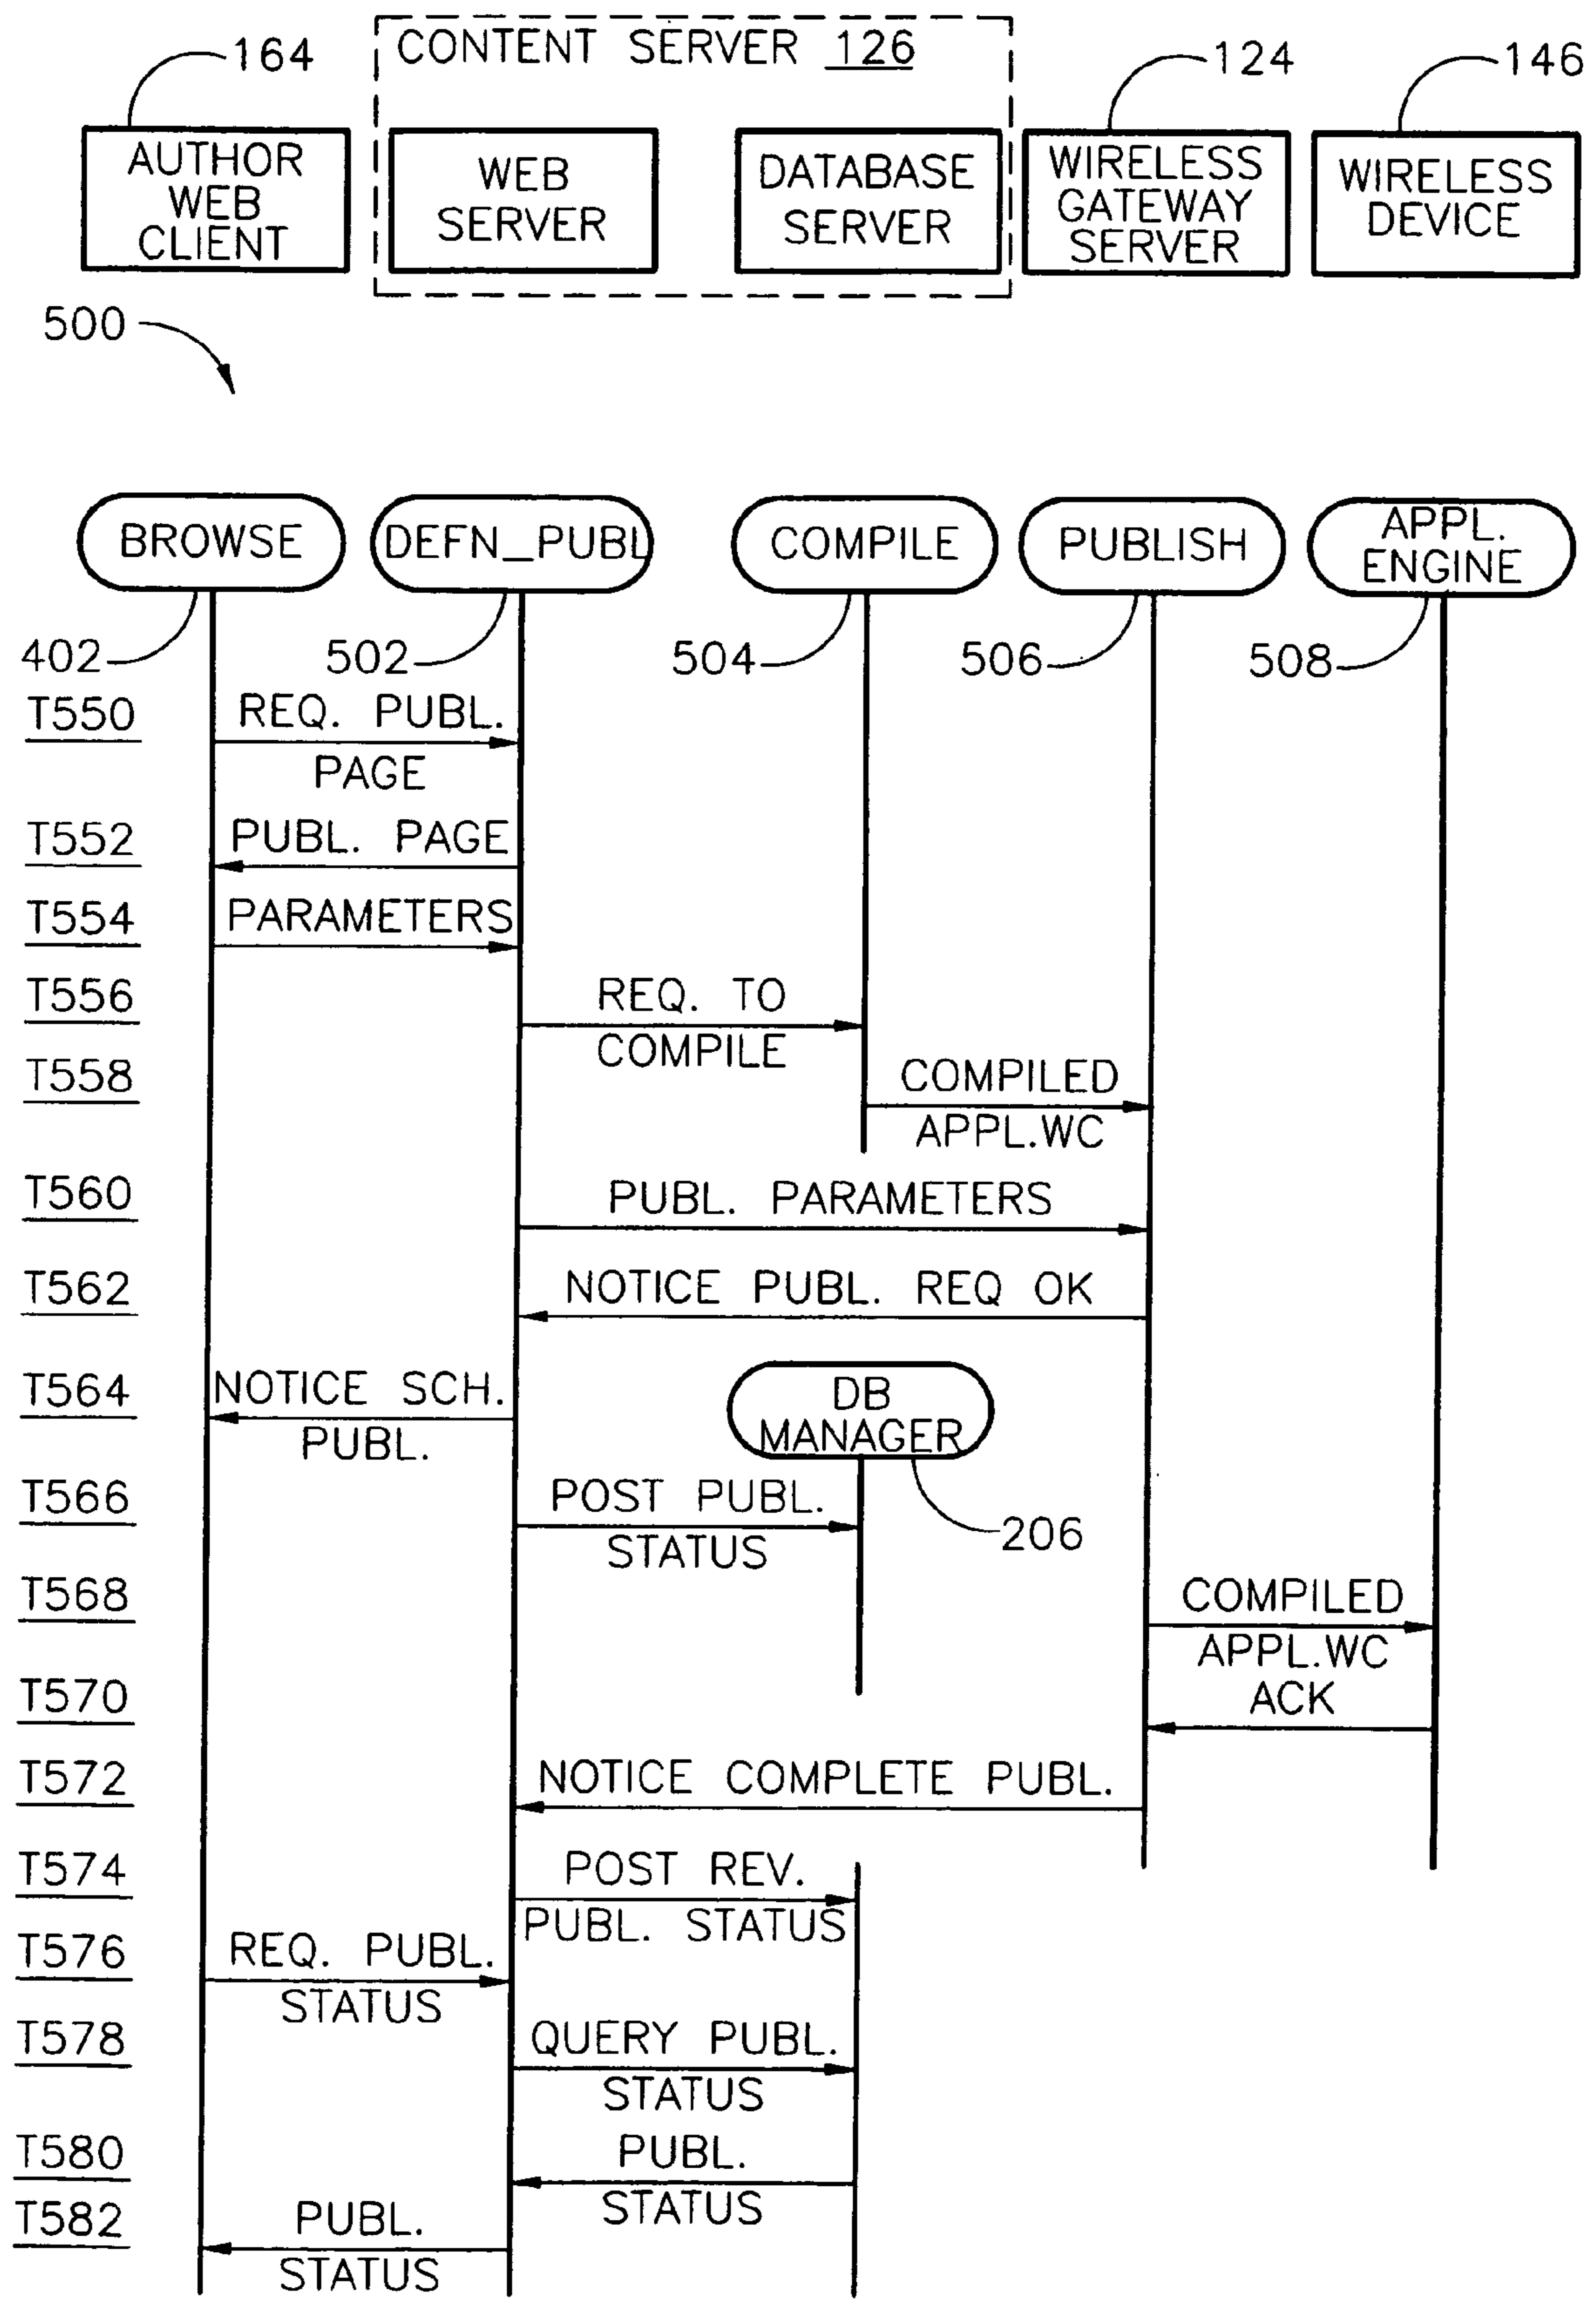 164
CONTENT SERVER 126
124
146
AUTHOR
WEB
CLIENT
WEB
SERVER
DATABASE
SERVER
WIRELESS
GATEWAY
SERVER
WIRELESS
DEVICE
500
BROWSE
DEFN_PUBL
COMPILE
PUBLISH
APPL.
ENGINE
402
502
504
506
508
T550
REQ. PUBL.
PAGE
T552
PUBL. PAGE
T554
PARAMETERS
T556
REQ. TO
COMPILE
T558
COMPILED
APPL.WC
T560
PUBL. PARAMETERS
T562
NOTICE PUBL. REQ OK
T564
NOTICE SCH.
PUBL.
DB
MANAGER
206
T566
POST PUBL.
STATUS
T568
COMPILED
APPL.WC
T570
ACK
T572
NOTICE COMPLETE PUBL.
T574
POST REV.
PUBL. STATUS
T576
REQ. PUBL.
STATUS
T578
QUERY PUBL.
STATUS
T580
PUBL.
STATUS
T582
PUBL.
STATUS